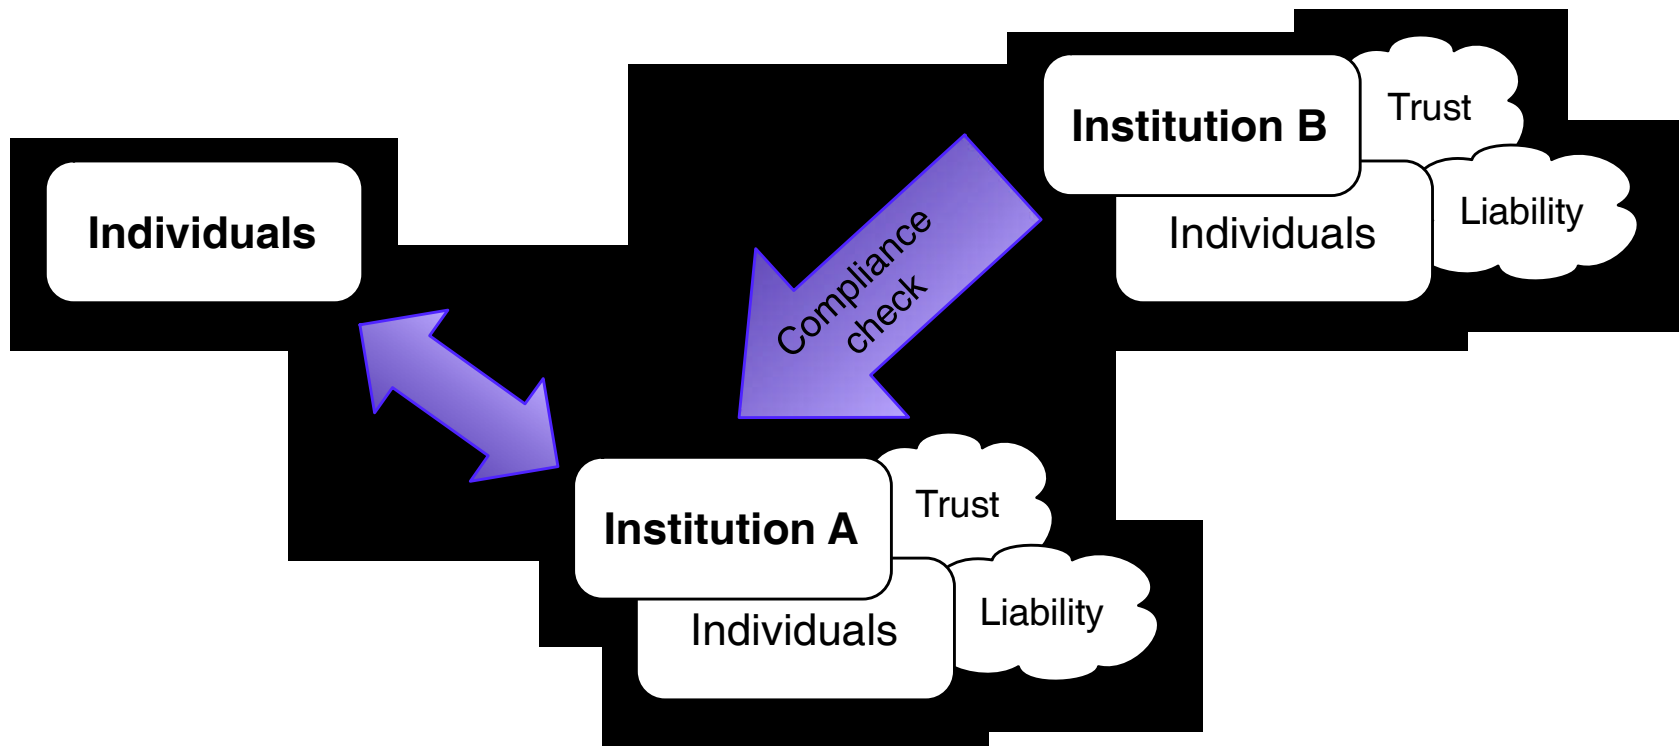 Institution B
Trust
Individuals
Liability
Individuals
Compliance
check
Institution A
Trust
Individuals
Liability